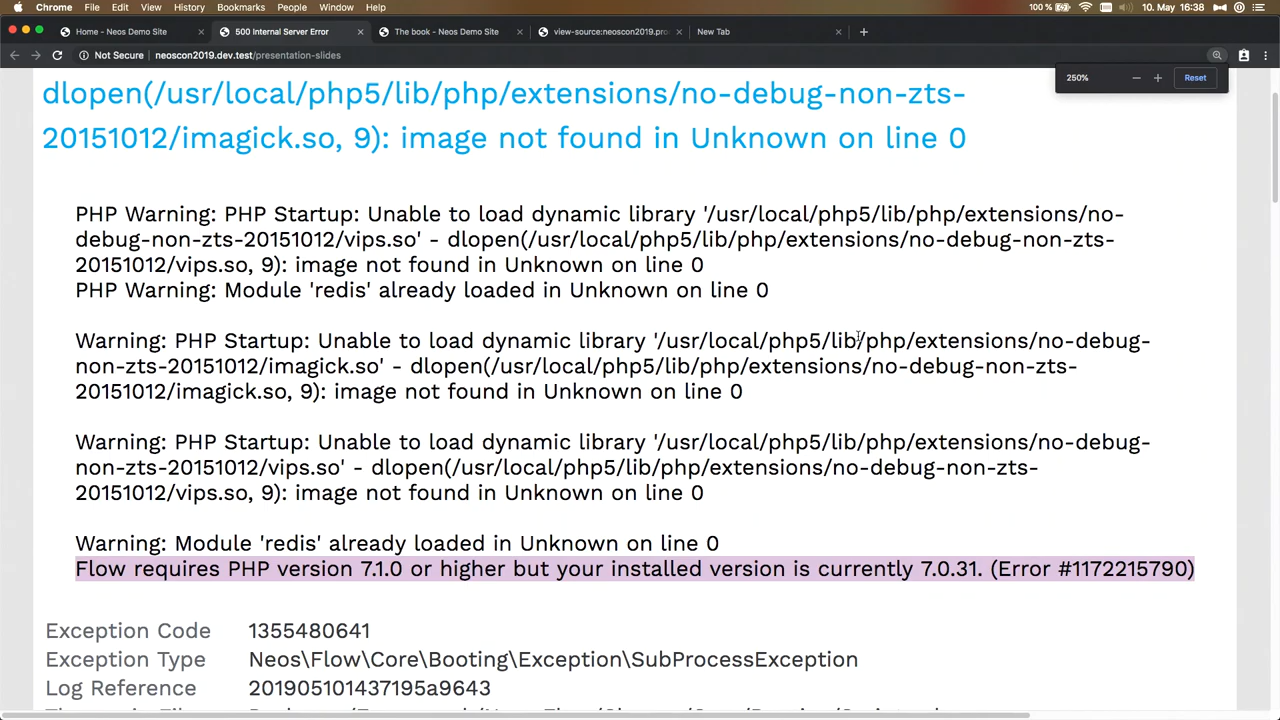 Chrome File Edit View History Bookmarks People Window Help 100 % 10. May 16:38
Home - Neos Demo Site 500 Internal Server Error The book - Neos Demo Site view-source:neoscon2019.pro New Tab
Not Secure neoscon2019.dev.test/presentation-slides
250% Reset
dlopen(/usr/local/php5/lib/php/extensions/no-debug-non-zts-
20151012/imagick.so, 9): image not found in Unknown on line 0
PHP Warning: PHP Startup: Unable to load dynamic library '/usr/local/php5/lib/php/extensions/no-
debug-non-zts-20151012/vips.so' - dlopen(/usr/local/php5/lib/php/extensions/no-debug-non-zts-
20151012/vips.so, 9): image not found in Unknown on line 0
PHP Warning: Module 'redis' already loaded in Unknown on line 0
Warning: PHP Startup: Unable to load dynamic library '/usr/local/php5/lib/php/extensions/no-debug-
non-zts-20151012/imagick.so' - dlopen(/usr/local/php5/lib/php/extensions/no-debug-non-zts-
20151012/imagick.so, 9): image not found in Unknown on line 0
Warning: PHP Startup: Unable to load dynamic library '/usr/local/php5/lib/php/extensions/no-debug-
non-zts-20151012/vips.so' - dlopen(/usr/local/php5/lib/php/extensions/no-debug-non-zts-
20151012/vips.so, 9): image not found in Unknown on line 0
Warning: Module 'redis' already loaded in Unknown on line 0
Flow requires PHP version 7.1.0 or higher but your installed version is currently 7.0.31. (Error #1172215790)
Exception Code 1355480641
Exception Type Neos\Flow\Core\Booting\Exception\SubProcessException
Log Reference 201905101437195a9643